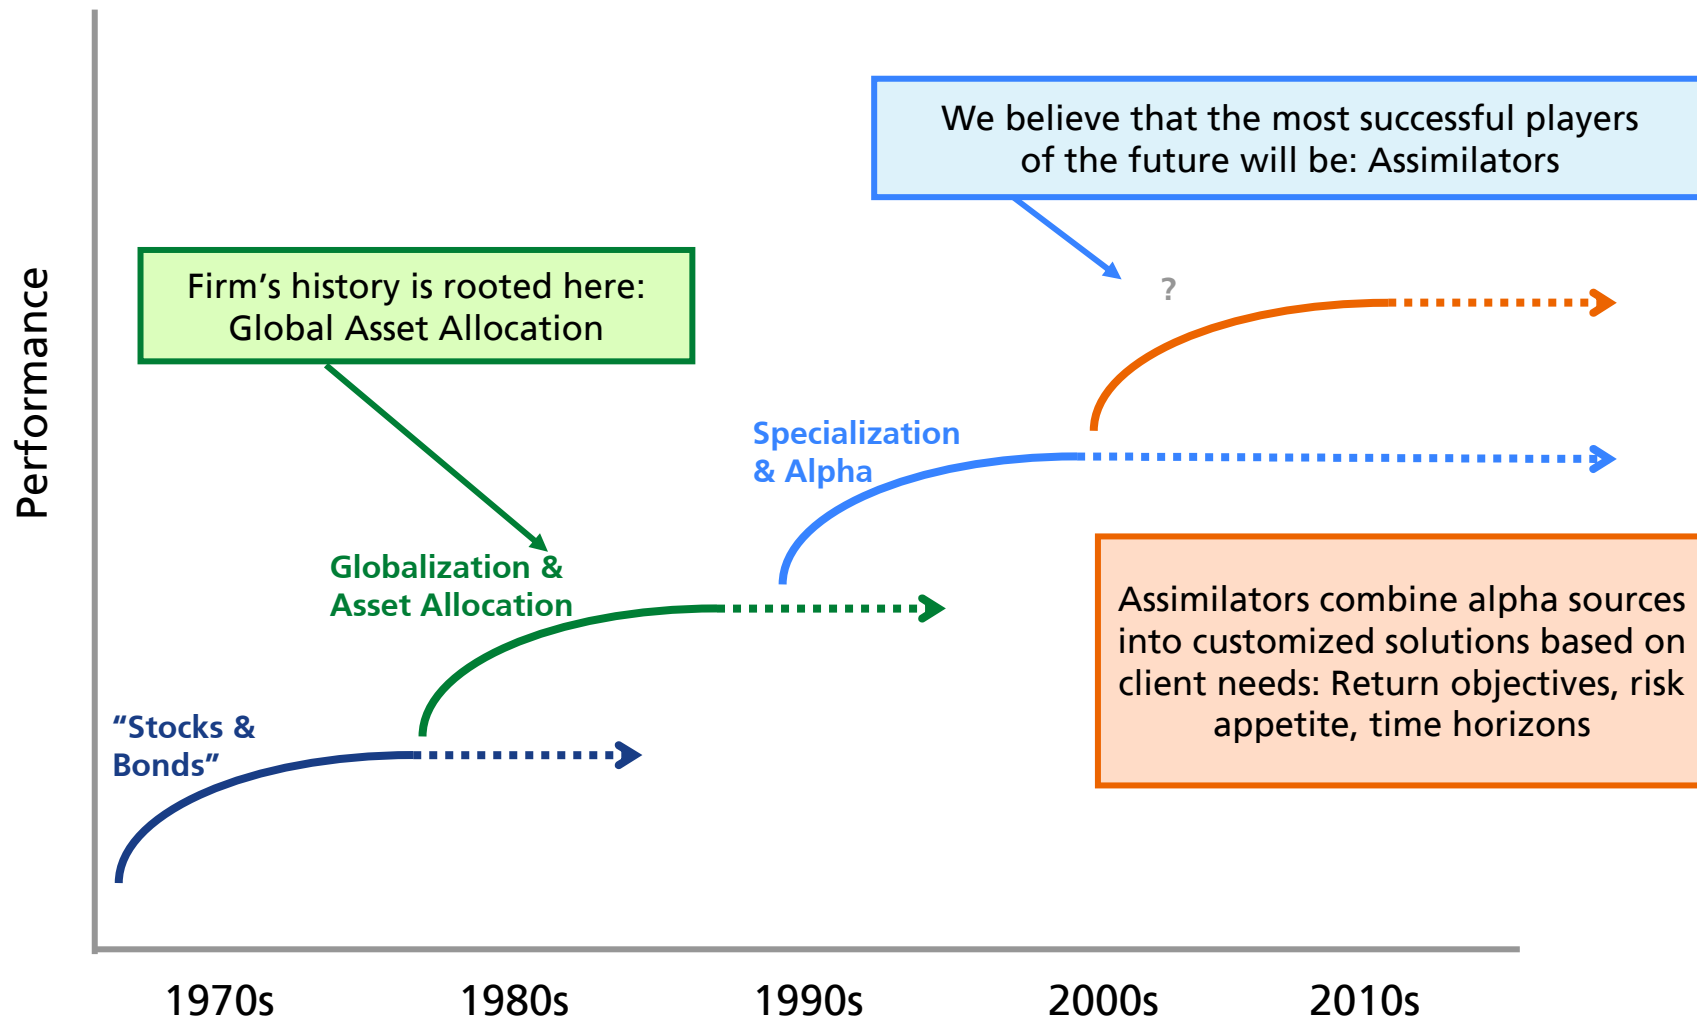 We believe that the most successful players
of the future will be: Assimilators
Firm’s history is rooted here:
Global Asset Allocation
?
Performance
Specialization
& Alpha
Globalization &
Asset Allocation
Assimilators combine alpha sources
into customized solutions based on
client needs: Return objectives, risk
appetite, time horizons
“Stocks &
Bonds”
1970s 1980s 1990s 2000s 2010s